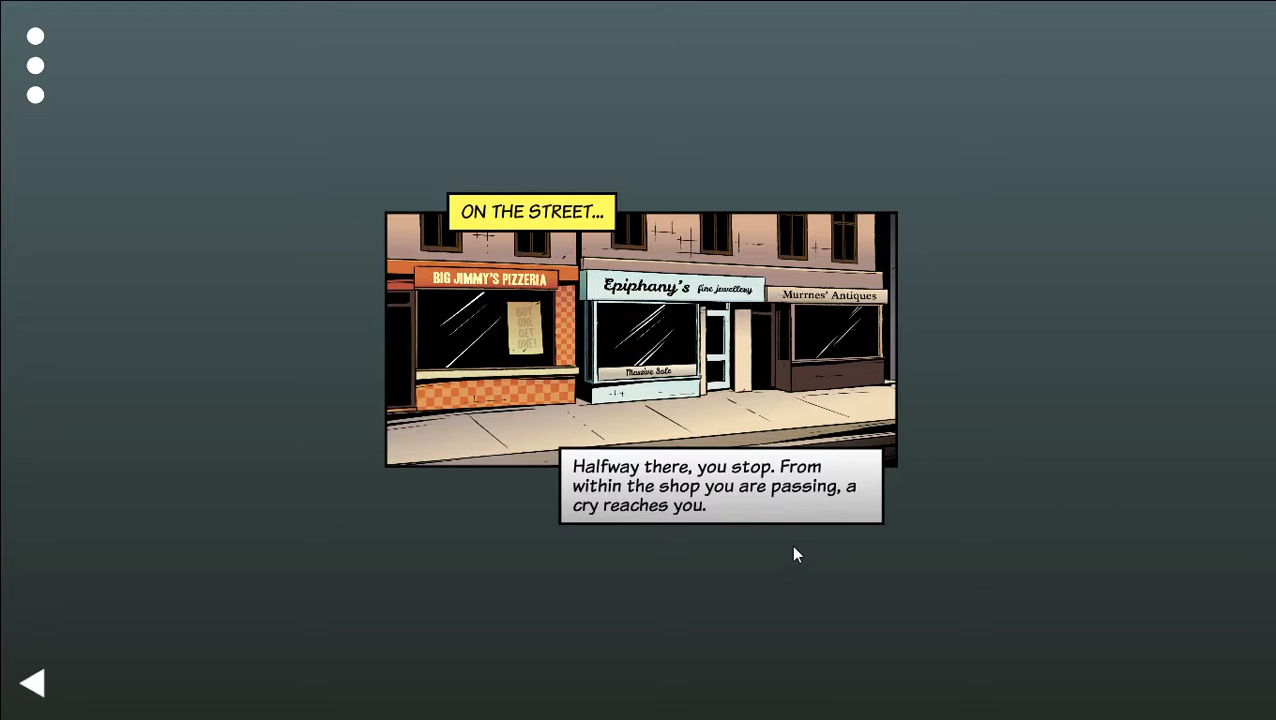 ON THE STREET...
BIG JIMMY'S PIZZERIA
BUY
ONE
GET
ONE!
Epiphany's fine jewellery
Massive Sale
Murrnes' Antiques
Halfway there, you stop. From
within the shop you are passing, a
cry reaches you.